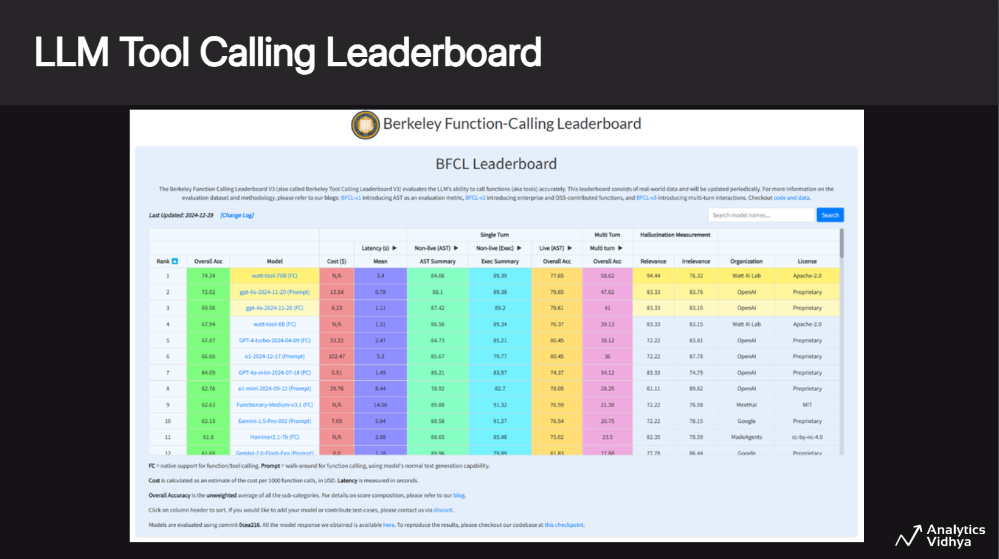 LLM Tool Calling Leaderboard
Berkeley Function-Calling Leaderboard
BFCL Leaderboard
The Berkeley Function Calling Leaderboard V3 (also called Berkeley Tool Calling Leaderboard V3) evaluates the LLM's ability to call functions (aka tools) accurately. This leaderboard consists of real-world data and will be updated periodically. For more information on the
evaluation dataset and methodology, please refer to our blogs: BFCL-v1 introducing AST as an evaluation metric, BFCL-v2 introducing enterprise and OSS-contributed functions, and BFCL-v3 introducing multi-turn interactions. Checkout code and data.
Last Updated: 2024-12-29 [Change Log] Search model names... Search
Single Turn Multi Turn Hallucination Measurement
Latency (s) ▶ Non-live (AST) ▶ Non-live (Exec) ▶ Live (AST) ▶ Multi turn ▶
Rank Overall Acc Model Cost ($) Mean AST Summary Exec Summary Overall Acc Overall Acc Relevance Irrelevance Organization License
1 74.24 watt-tool-70B (FC) N/A 3.4 84.06 89.39 77.65 58.62 94.44 76.32 Watt AI Lab Apache-2.0
2 72.02 gpt-4o-2024-11-20 (Prompt) 13.54 0.78 88.1 89.38 79.65 47.62 83.33 83.76 OpenAI Proprietary
3 69.56 gpt-4o-2024-11-20 (FC) 8.23 1.11 87.42 89.2 79.61 41 83.33 83.15 OpenAI Proprietary
4 67.94 watt-tool-8B (FC) N/A 1.31 86.56 89.34 76.37 39.13 83.33 83.15 Watt AI Lab Apache-2.0
5 67.87 GPT-4-turbo-2024-04-09 (FC) 33.22 2.47 84.73 85.21 80.45 38.12 72.22 83.81 OpenAI Proprietary
6 66.68 o1-2024-12-17 (Prompt) 102.47 5.3 85.67 79.77 80.45 36 72.22 87.78 OpenAI Proprietary
7 64.09 GPT-4o-mini-2024-07-18 (FC) 0.51 1.49 85.21 83.57 74.37 34.12 83.33 74.75 OpenAI Proprietary
8 62.76 o1-mini-2024-09-12 (Prompt) 29.76 8.44 78.92 82.7 78.05 28.25 61.11 89.62 OpenAI Proprietary
9 62.63 Functionary-Medium-v3.1 (FC) N/A 14.06 89.88 91.32 76.59 21.38 72.22 76.08 MeetKai MIT
10 62.13 Gemini-1.5-Pro-002 (Prompt) 7.05 5.94 88.58 91.27 76.54 20.75 72.22 78.15 Google Proprietary
11 61.8 Hammer2.1-7b (FC) N/A 2.08 88.65 85.48 75.02 23.5 82.35 78.59 MadeAgents cc-by-nc-4.0
12 61.69 Gemini-2.0-Flash-Exp (Prompt) 0.0 1.18 89.96 79.89 81.83 17.88 77.78 86.44 Google Proprietary
FC = native support for function/tool calling. Prompt = walk-around for function calling, using model's normal text generation capability.
Cost is calculated as an estimate of the cost per 1000 function calls, in USD. Latency is measured in seconds.
Overall Accuracy is the unweighted average of all the sub-categories. For details on score composition, please refer to our blog.
Click on column header to sort. If you would like to add your model or contribute test-cases, please contact us via discord.
Models are evaluated using commit 0cea216. All the model response we obtained is available here. To reproduce the results, please checkout our codebase at this checkpoint.
Analytics
Vidhya